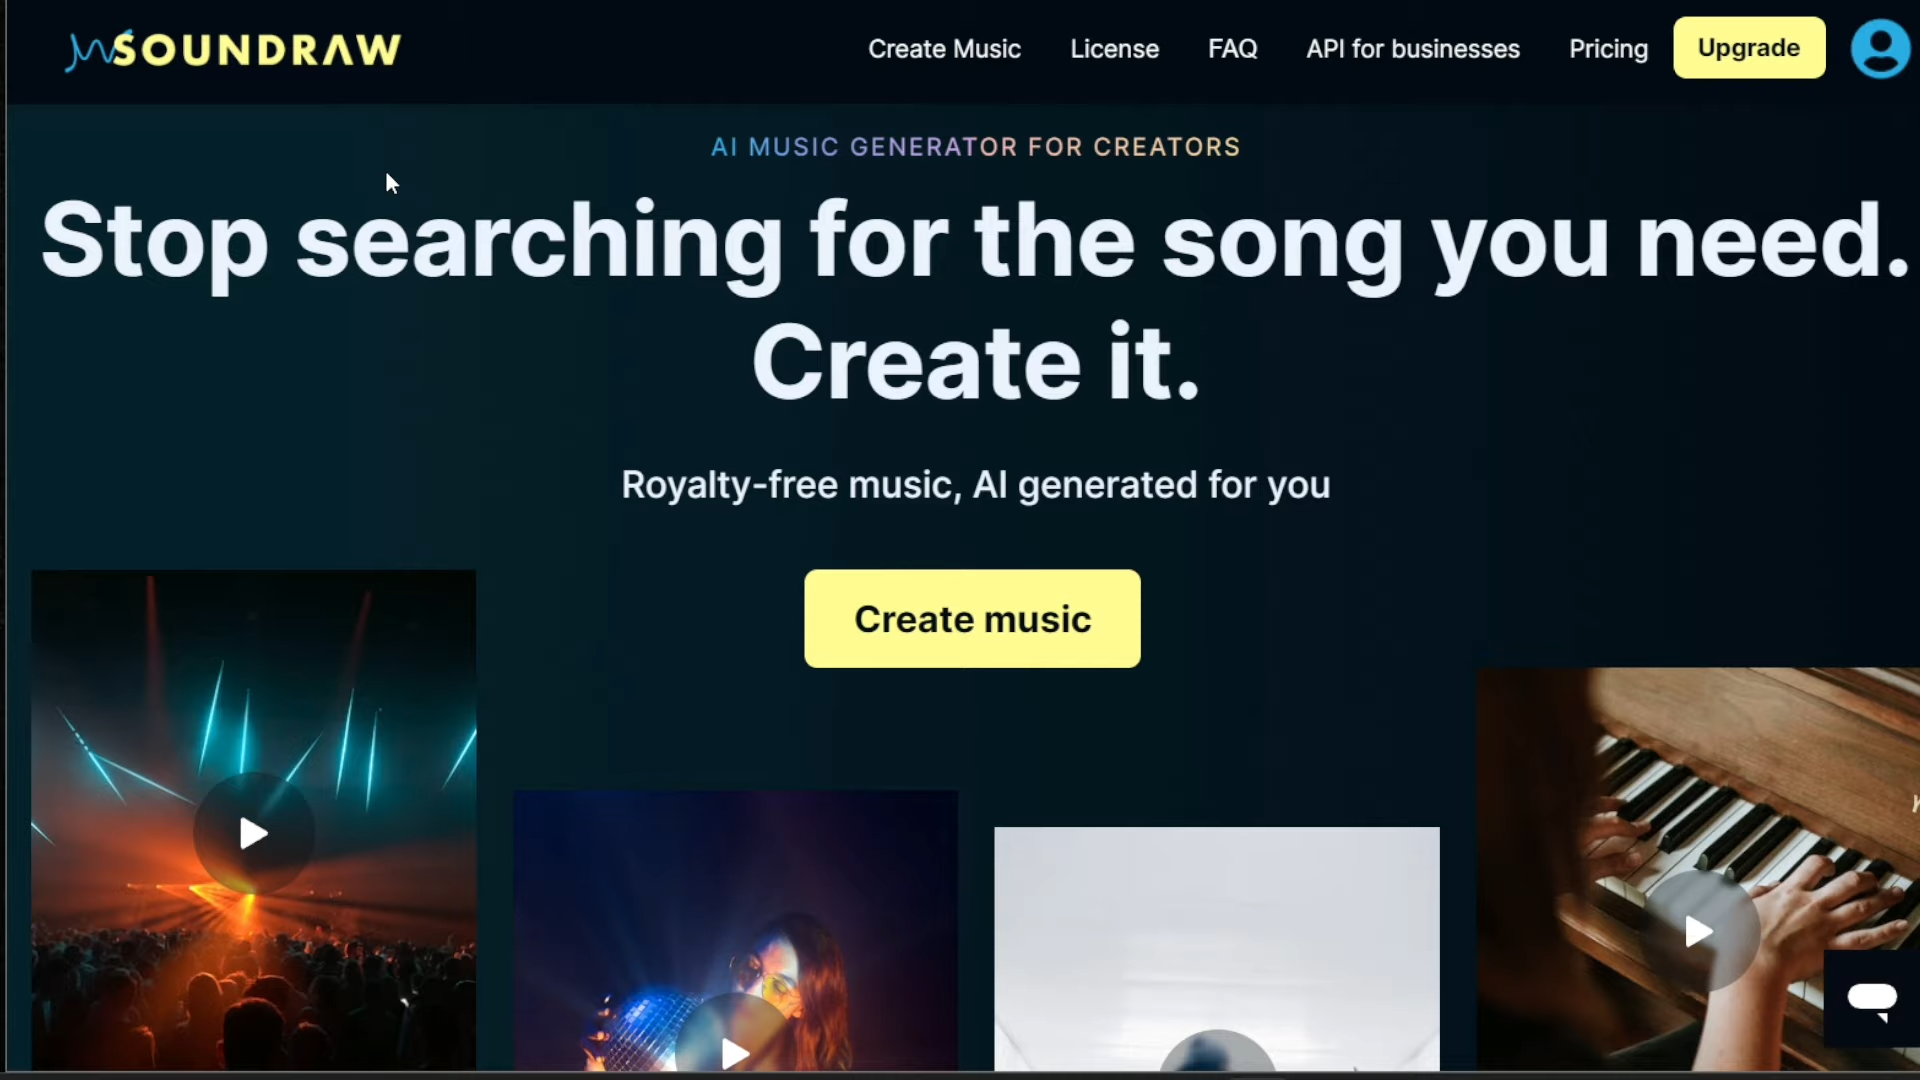 SOUNDRAW
Create Music
License
FAQ
API for businesses
Pricing
Upgrade
AI MUSIC GENERATOR FOR CREATORS
Stop searching for the song you need.
Create it.
Royalty-free music, AI generated for you
Create music